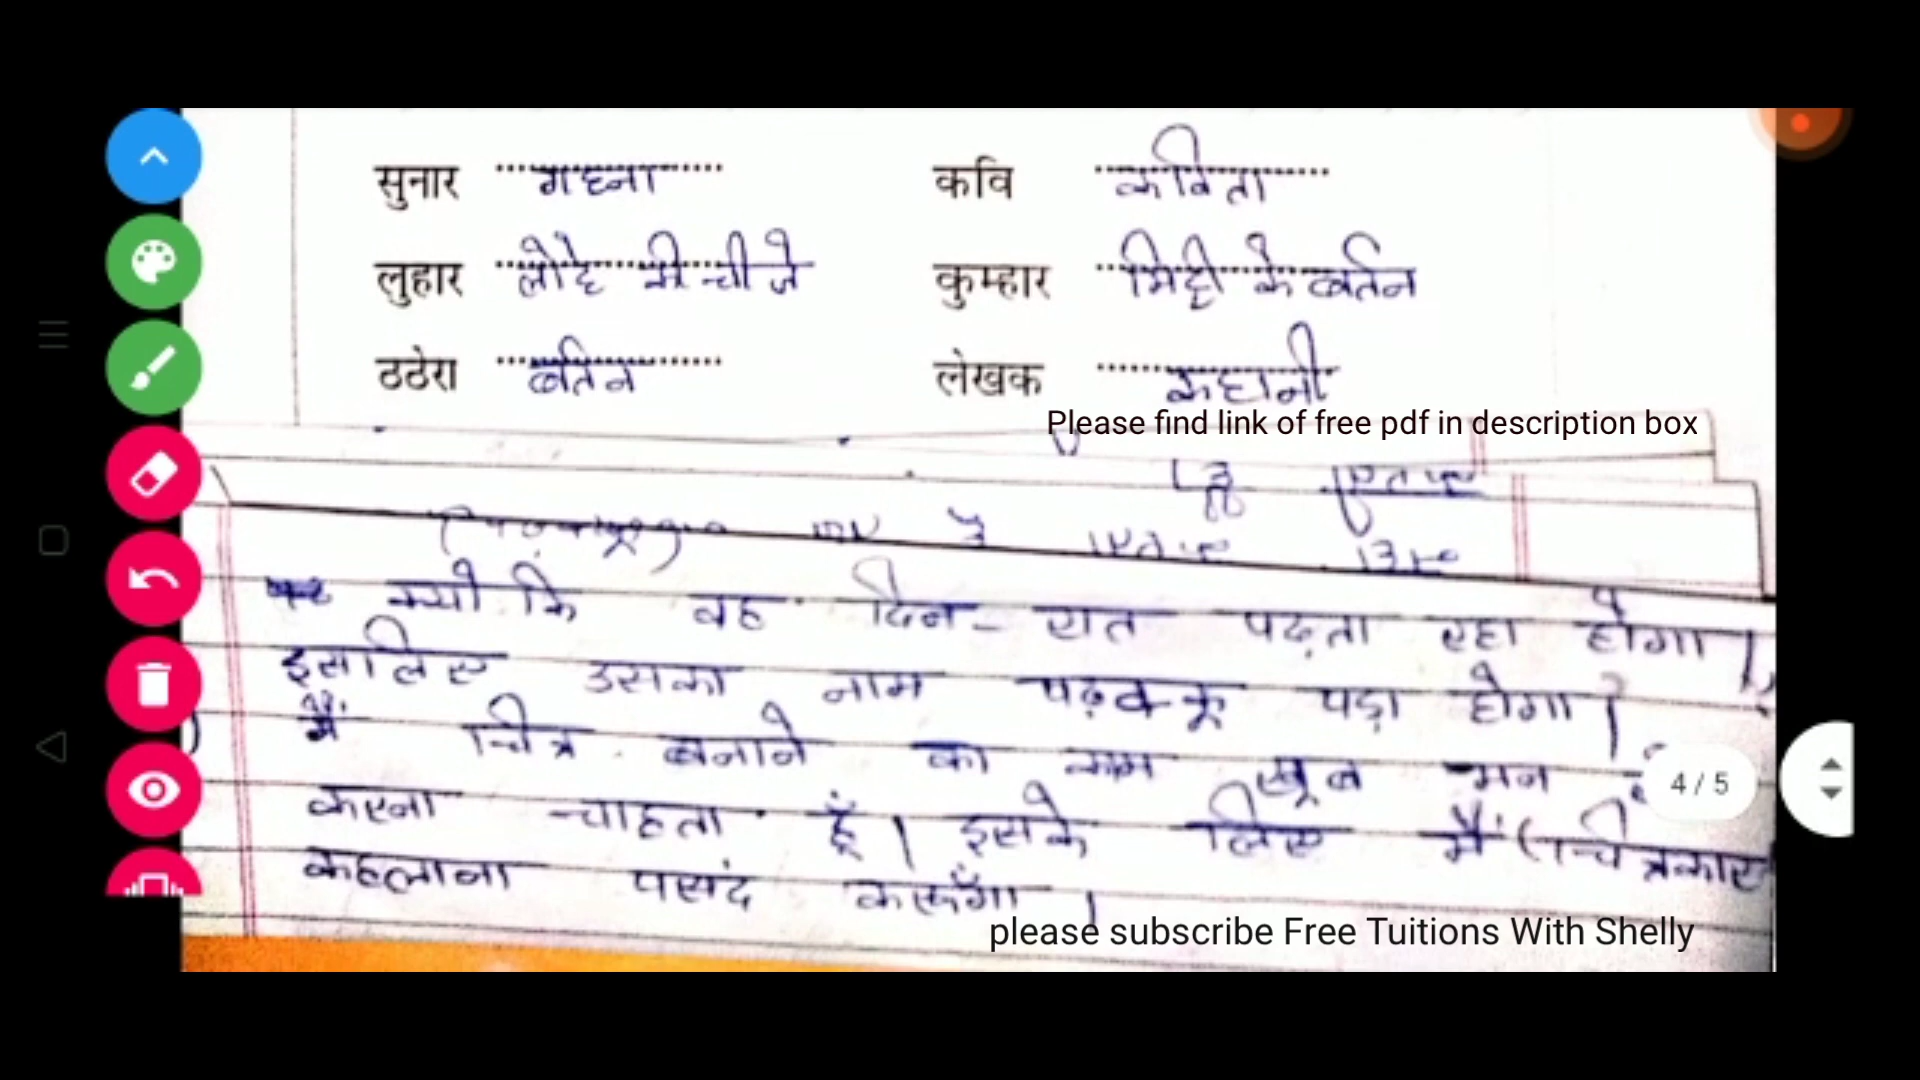 सुनार गहना कवि कविता
लुहार लोहे की चीजे कुम्हार मिट्टी के बर्तन
ठठेरा बर्तन लेखक कहानी
Please find link of free pdf in description box
क्यों कि वह दिन-रात पढ़ता रहा होगा।
इसलिए उसका नाम पढ़क्कू पड़ा होगा।
मैं चित्र बनाने का काम खूब मन
4 / 5
करना चाहता हूँ। इसके लिए मैं (चित्रकार
कहलाना पसंद करूँगा।
please subscribe Free Tuitions With Shelly